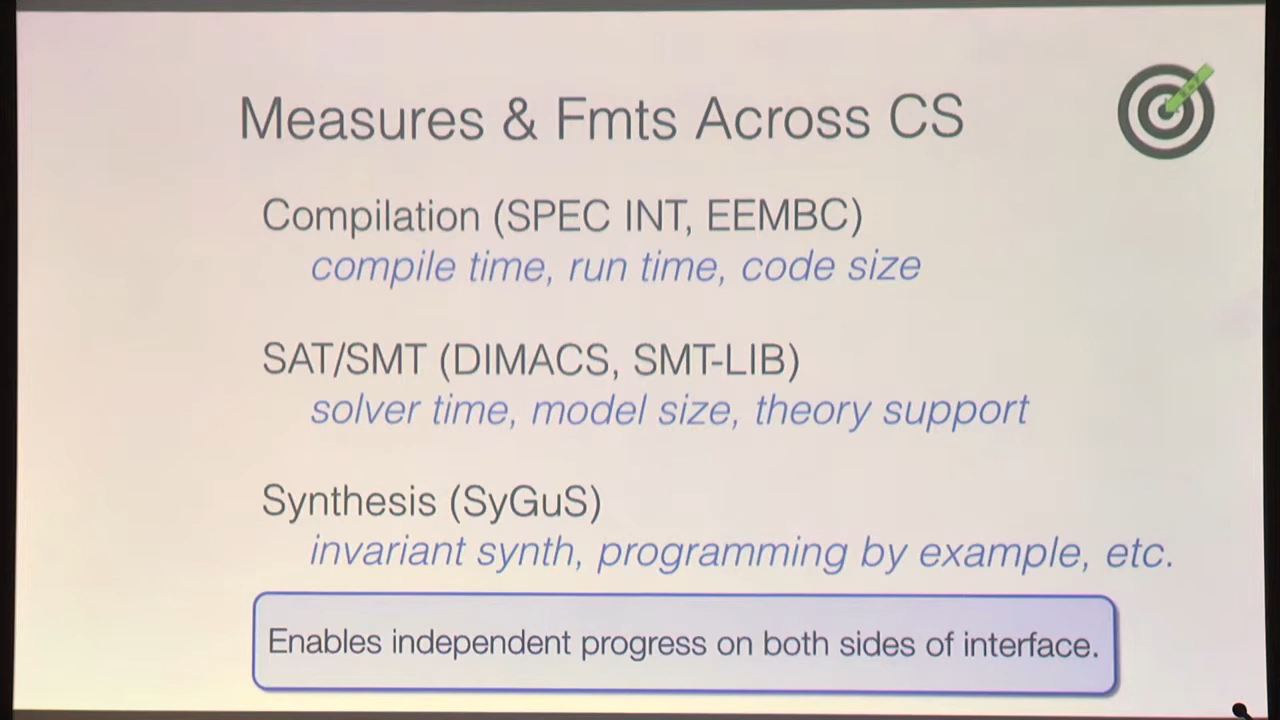 Measures & Fmts Across CS
Compilation (SPEC INT, EEMBC)
compile time, run time, code size
SAT/SMT (DIMACS, SMT-LIB)
solver time, model size, theory support
Synthesis (SyGuS)
invariant synth, programming by example, etc.
Enables independent progress on both sides of interface.